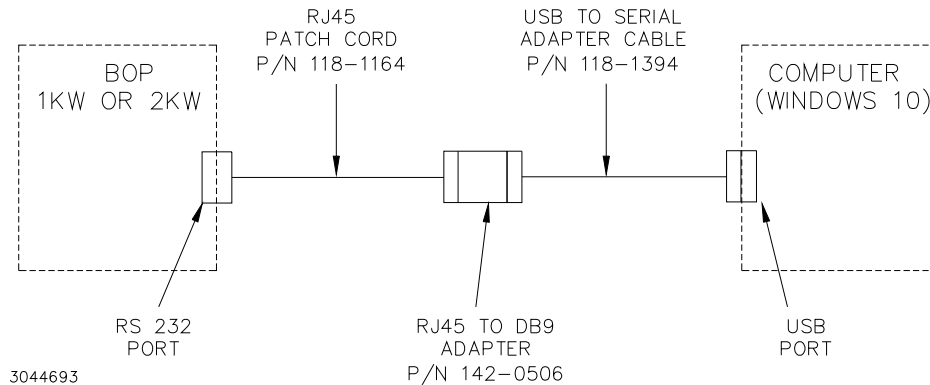 RJ45
PATCH CORD
P/N 118-1164
USB TO SERIAL
ADAPTER CABLE
P/N 118-1394
BOP
1KW OR 2KW
COMPUTER
(WINDOWS 10)
RS 232
PORT
RJ45 TO DB9
ADAPTER
P/N 142-0506
USB
PORT
3044693